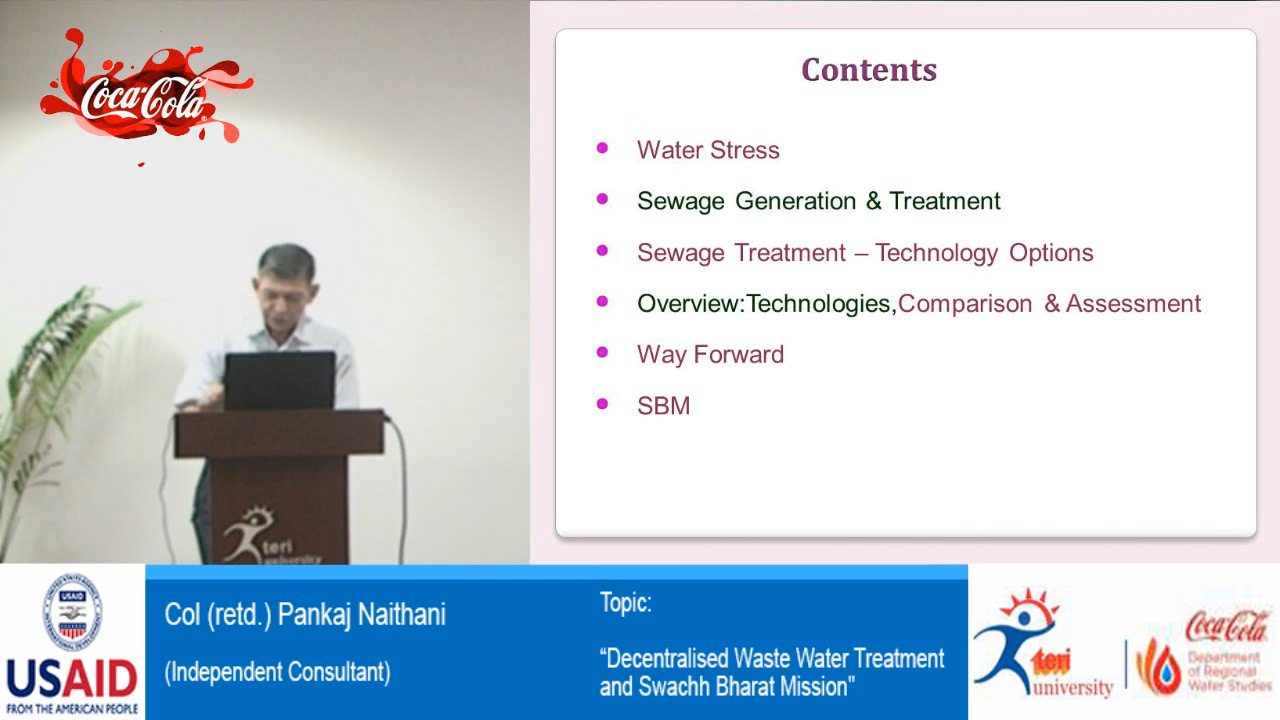 Coca-Cola
Contents
Water Stress
Sewage Generation & Treatment
Sewage Treatment – Technology Options
Overview:Technologies,Comparison & Assessment
Way Forward
SBM
teri
university
USAID
USAID
FROM THE AMERICAN PEOPLE
Col (retd.) Pankaj Naithani
(Independent Consultant)
Topic:
“Decentralised Waste Water Treatment
and Swachh Bharat Mission"
teri
university
Coca-Cola
Department
of Regional
Water Studies